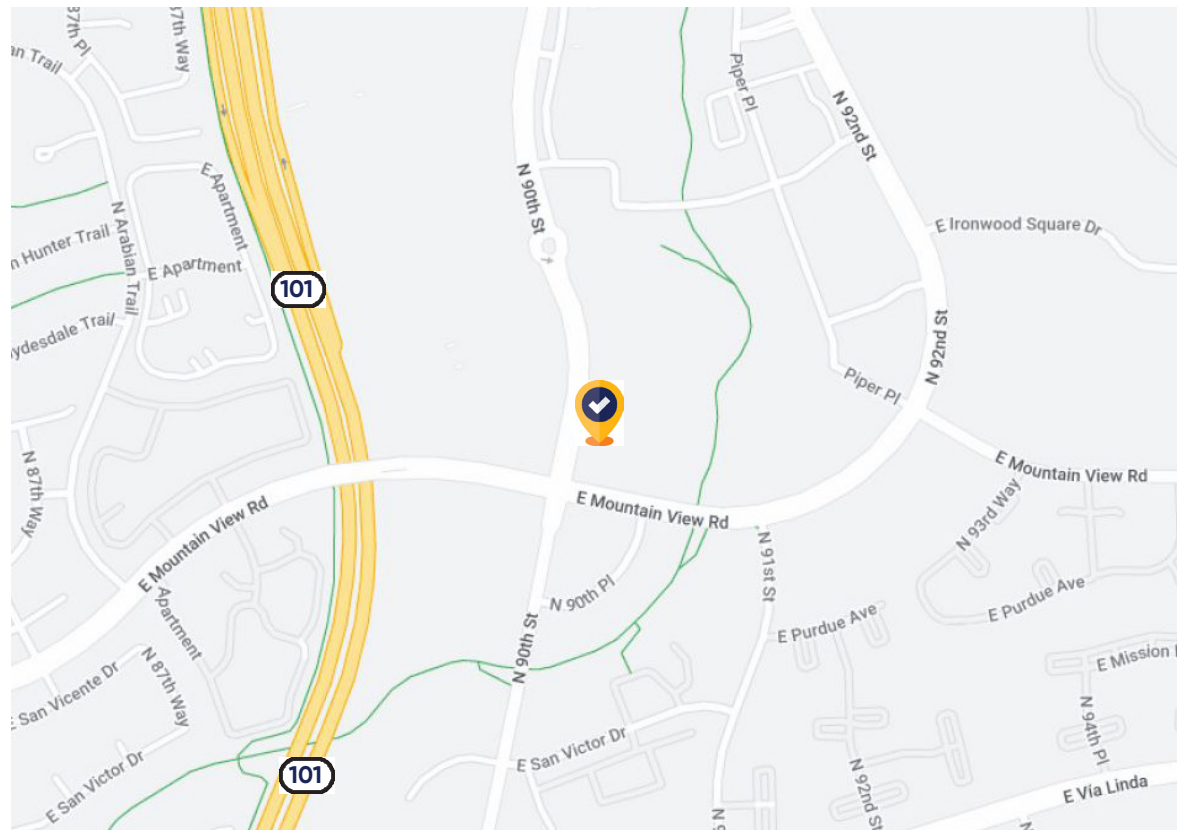 87th Pl
37th Way
an Trail
Piper Pl
N 92nd St
N 90th St
E Apartment
N Arabian Trail
n Hunter Trail
E Ironwood Square Dr
E Apartment
101
ydesdale Trail
N 92nd St
Piper Pl
N 87th Way
E Mountain View Rd
E Mountain View Rd
E Mountain View Rd
N 93rd Way
N 91st St
N 90th Pl
Apartment
E Purdue Ave
E Purdue Ave
N 90th St
E Mission
N 87th Way
E San Vicente Dr
N 94th Pl
E San Victor Dr
E San Victor Dr
101
N 92nd St
E Via Linda
N 9
N